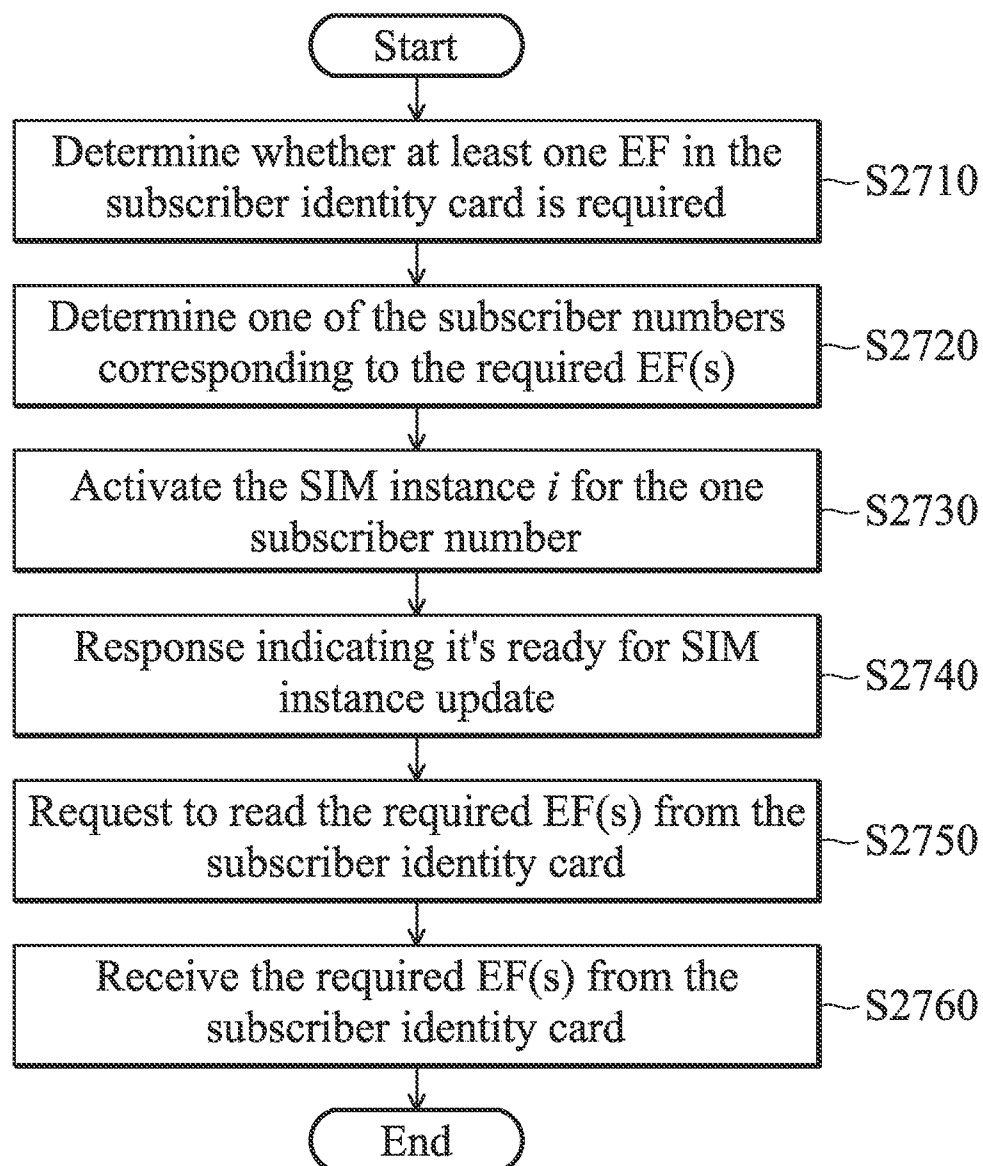 Start
Determine whether at least one EF in the
subscriber identity card is required
S2710
Determine one of the subscriber numbers
corresponding to the required EF(s)
S2720
Activate the SIM instance i for the one
subscriber number
S2730
Response indicating it's ready for SIM
instance update
S2740
Request to read the required EF(s) from the
subscriber identity card
S2750
Receive the required EF(s) from the
subscriber identity card
S2760
End